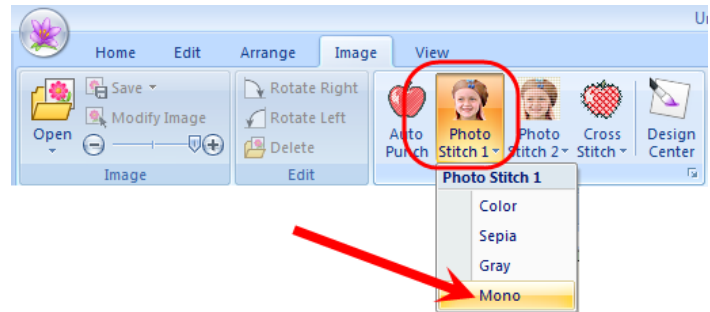 Un
Home Edit Arrange Image View
Open
Save
Modify Image
Image
Rotate Right
Rotate Left
Delete
Edit
Auto Punch
Photo Stitch 1
Photo Stitch 2
Cross Stitch
Design Center
Photo Stitch 1
Color
Sepia
Gray
Mono